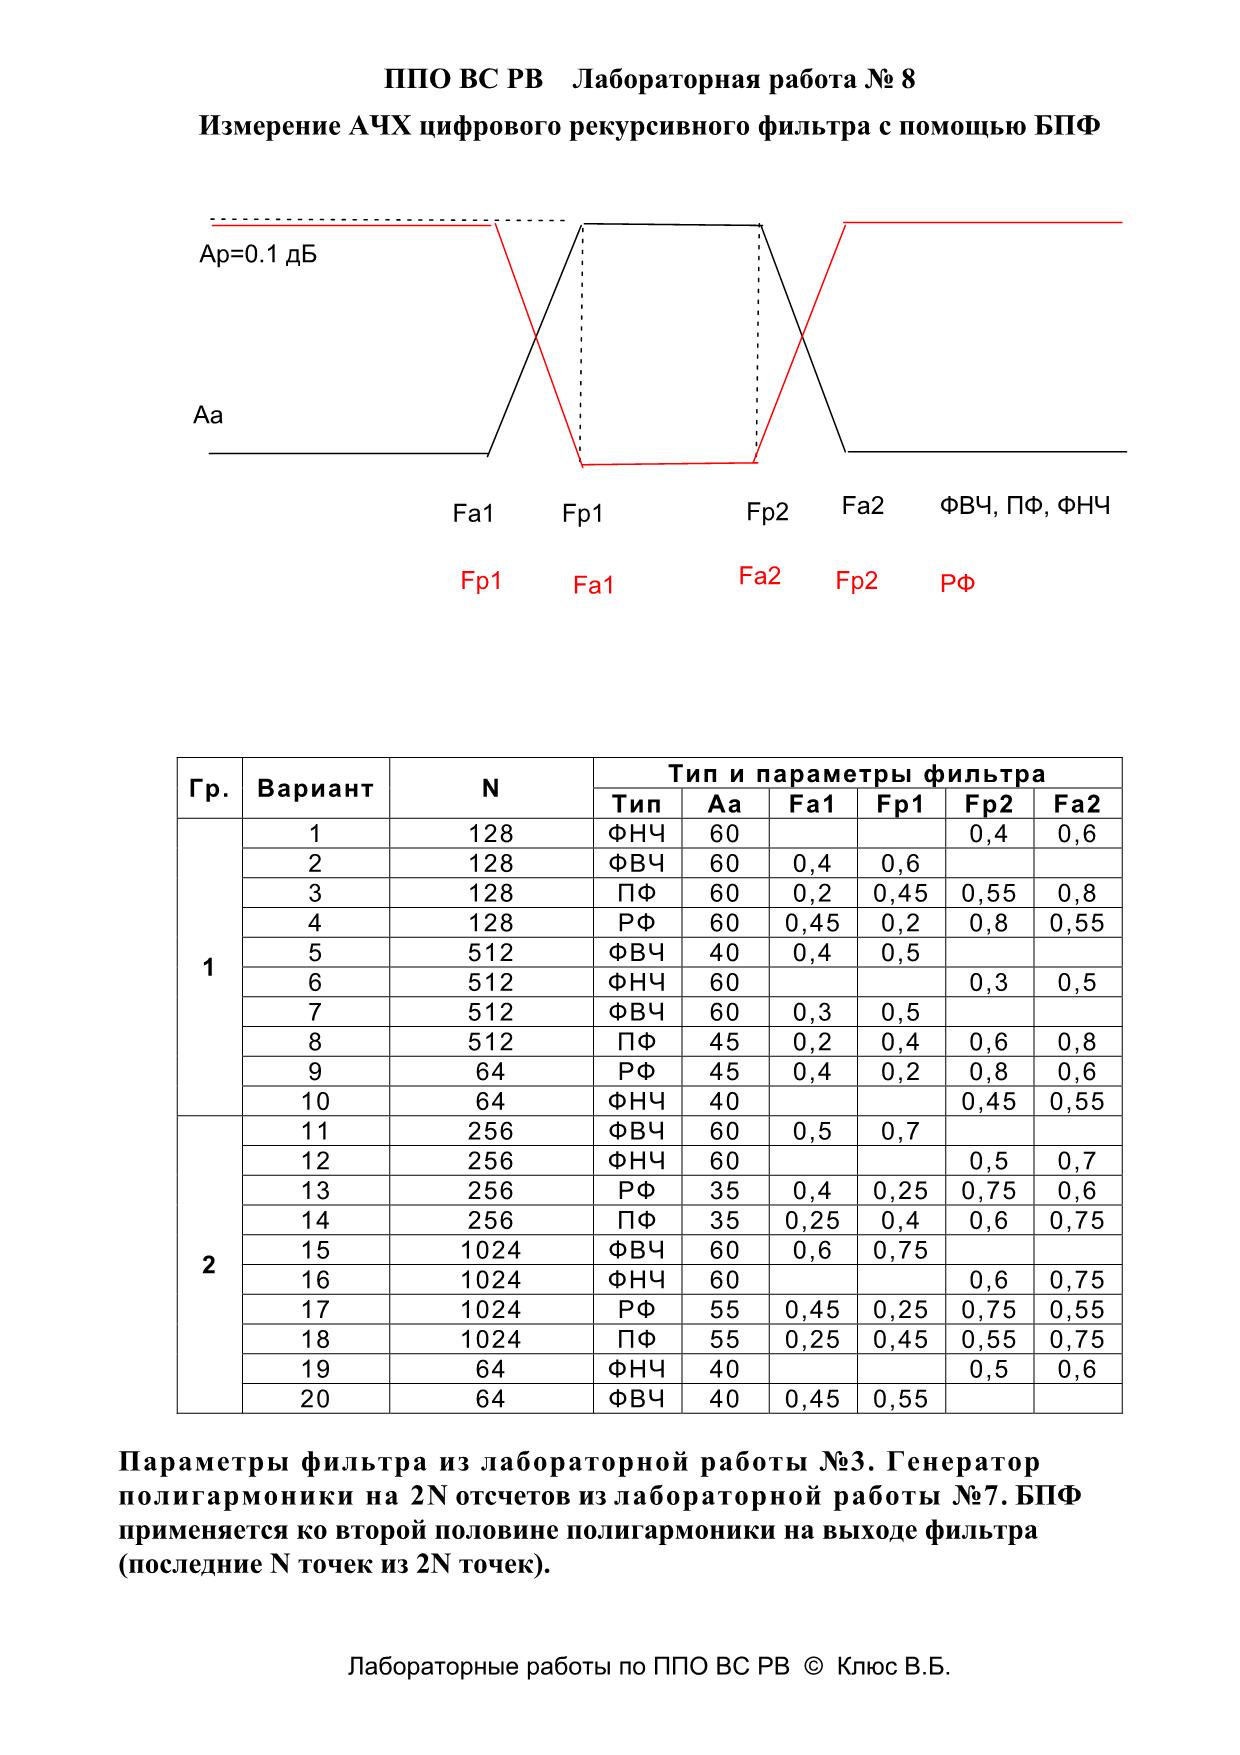 ППО ВС РВ Лабораторная работа № 8
Измерение АЧХ цифрового рекурсивного фильтра с помощью БПФ
Ap=0.1 дБ
Aa
Fa1 Fp1 Fp2 Fa2 ФВЧ, ПФ, ФНЧ
Fp1 Fa1 Fa2 Fp2 РФ
Гр. Вариант N Тип и параметры фильтра
Тип Aa Fa1 Fp1 Fp2 Fa2
1
1 128 ФНЧ 60 0,4 0,6
2 128 ФВЧ 60 0,4 0,6
3 128 ПФ 60 0,2 0,45 0,55 0,8
4 128 РФ 60 0,45 0,2 0,8 0,55
5 512 ФВЧ 40 0,4 0,5
6 512 ФНЧ 60 0,3 0,5
7 512 ФВЧ 60 0,3 0,5
8 512 ПФ 45 0,2 0,4 0,6 0,8
9 64 РФ 45 0,4 0,2 0,8 0,6
10 64 ФНЧ 40 0,45 0,55
2
11 256 ФВЧ 60 0,5 0,7
12 256 ФНЧ 60 0,5 0,7
13 256 РФ 35 0,4 0,25 0,75 0,6
14 256 ПФ 35 0,25 0,4 0,6 0,75
15 1024 ФВЧ 60 0,6 0,75
16 1024 ФНЧ 60 0,6 0,75
17 1024 РФ 55 0,45 0,25 0,75 0,55
18 1024 ПФ 55 0,25 0,45 0,55 0,75
19 64 ФНЧ 40 0,5 0,6
20 64 ФВЧ 40 0,45 0,55
Параметры фильтра из лабораторной работы №3. Генератор
полигармоники на 2N отсчетов из лабораторной работы №7. БПФ
применяется ко второй половине полигармоники на выходе фильтра
(последние N точек из 2N точек).
Лабораторные работы по ППО ВС РВ © Клюс В.Б.